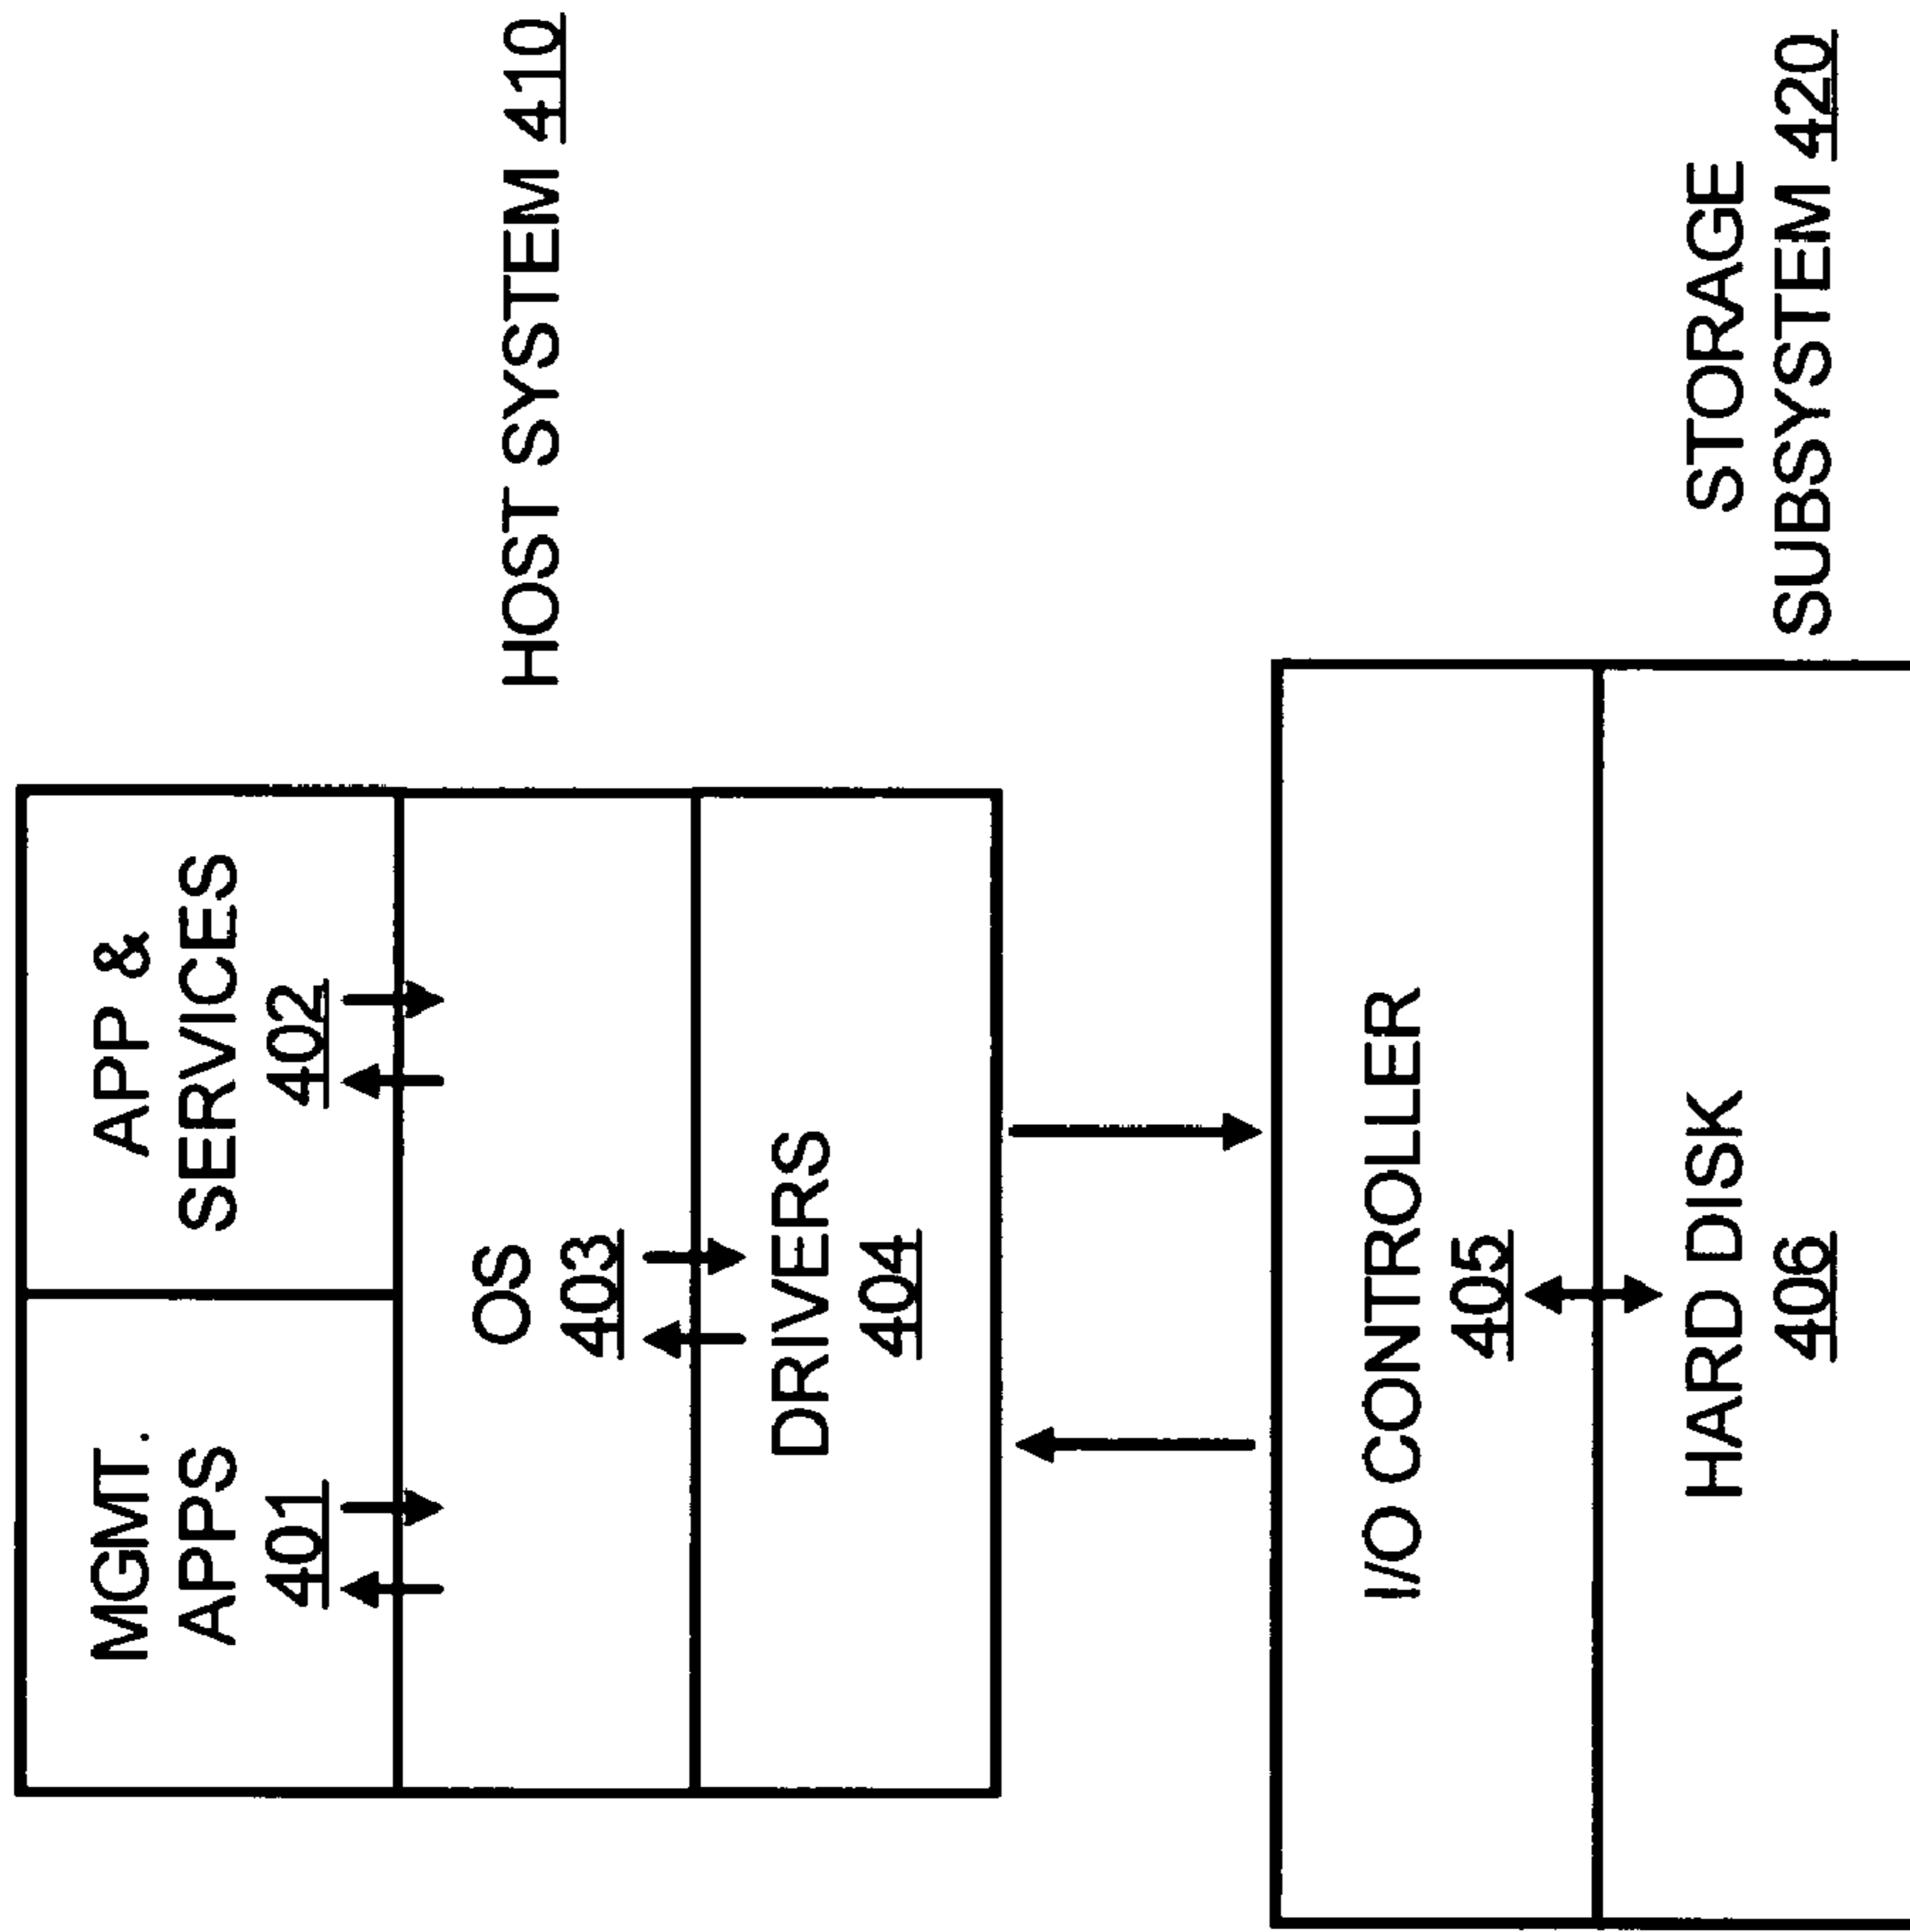 MGMT.
APPS
401
APP &
SERVICES
402
OS
403
DRIVERS
404
HOST SYSTEM 410
I/O CONTROLLER
405
HARD DISK
406
STORAGE
SUBSYSTEM 420